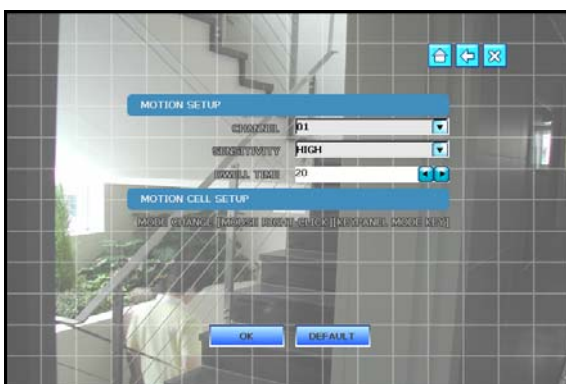 MOTION SETUP
CHANNEL 01
SENSITIVITY HIGH
DWELL TIME 20
MOTION CELL SETUP
MODE CHANGE [MOUSE RIGHT-CLICK][KEYPANEL MODE KEY]
OK DEFAULT